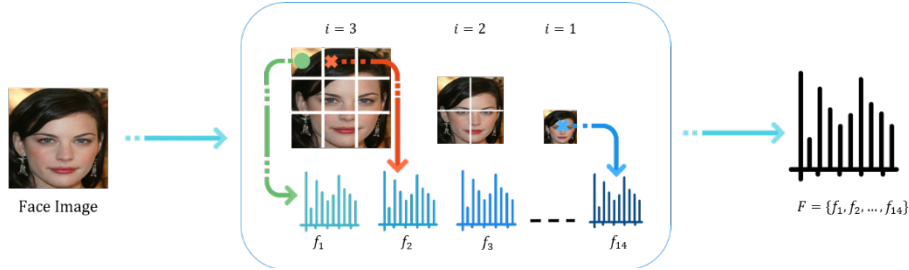 i = 3
i = 2
i = 1
Face Image
f₁
f₂
f₃
f₁₄
F = {f₁, f₂, … , f₁₄}